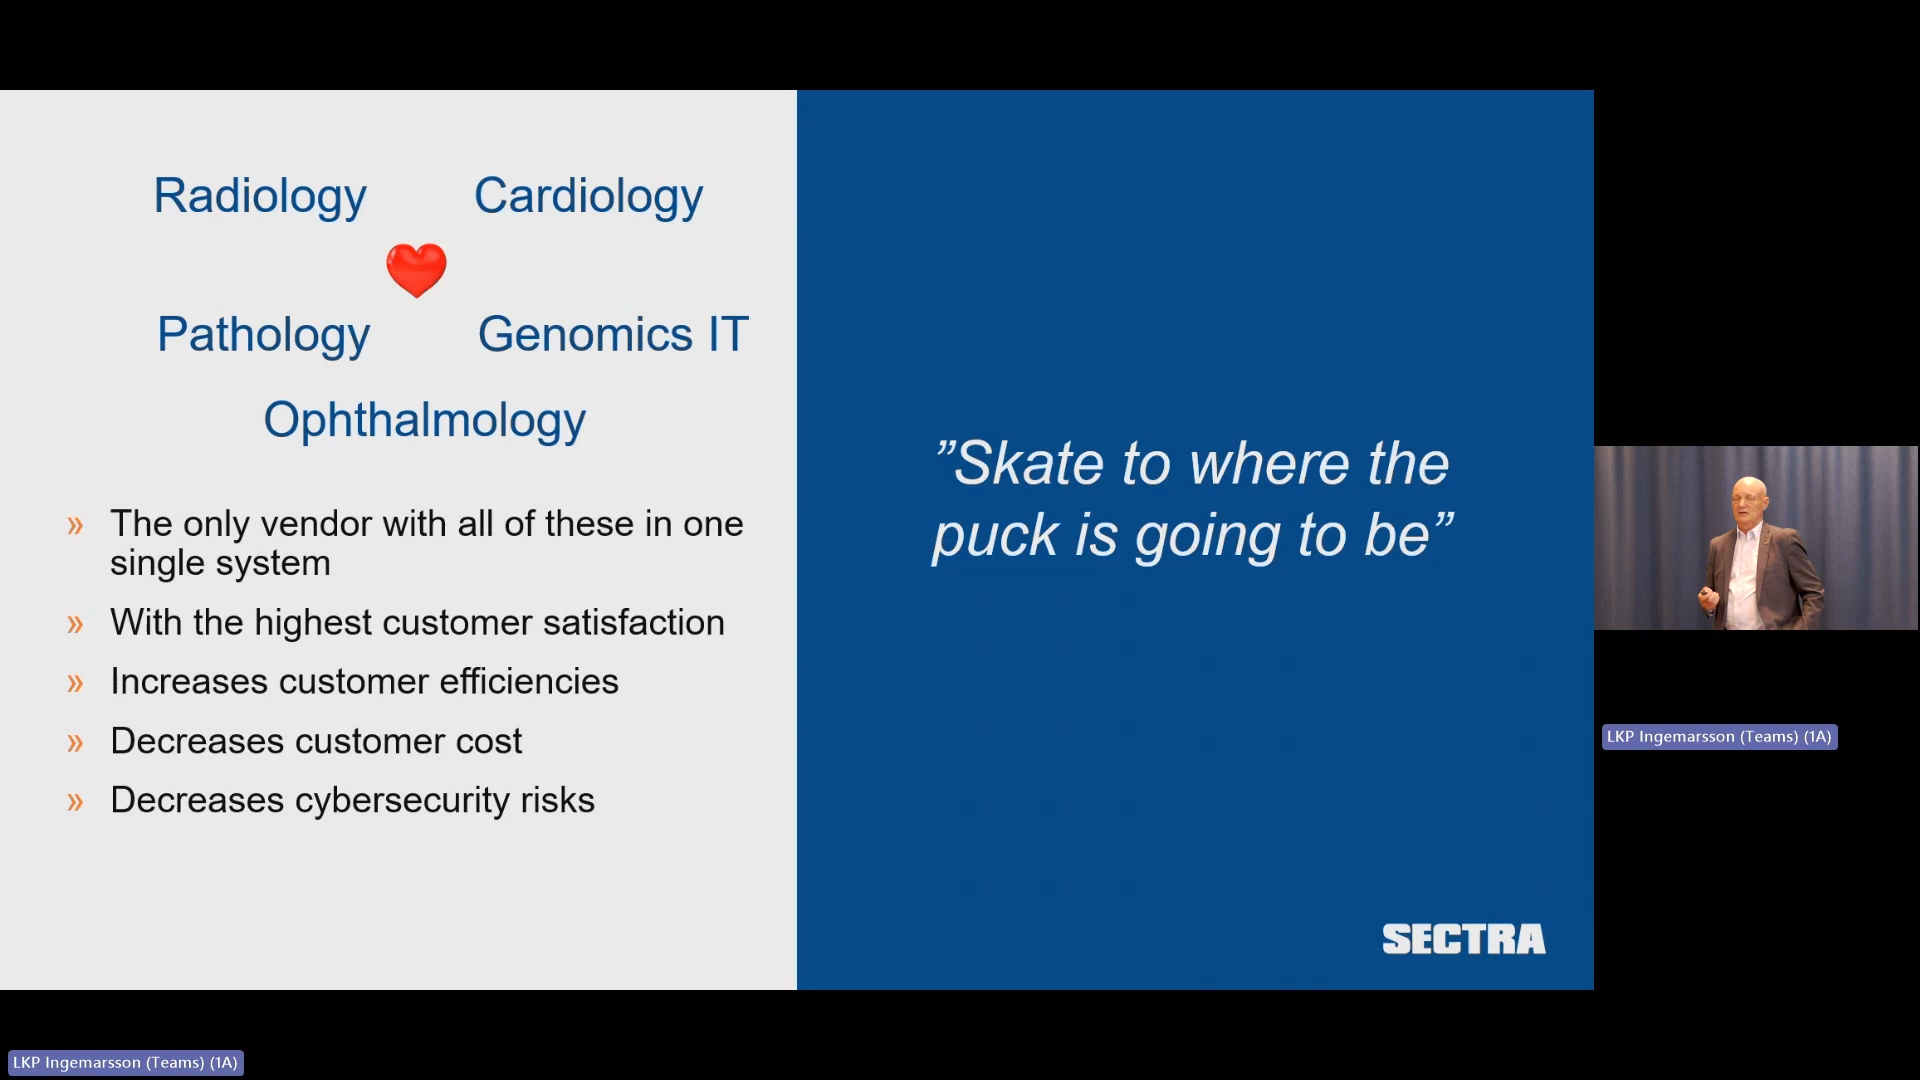 Radiology Cardiology
Pathology Genomics IT
Ophthalmology
» The only vendor with all of these in one
single system
» With the highest customer satisfaction
» Increases customer efficiencies
» Decreases customer cost
» Decreases cybersecurity risks
”Skate to where the
puck is going to be”
SECTRA
LKP Ingemarsson (Teams) (1A)
LKP Ingemarsson (Teams) (1A)